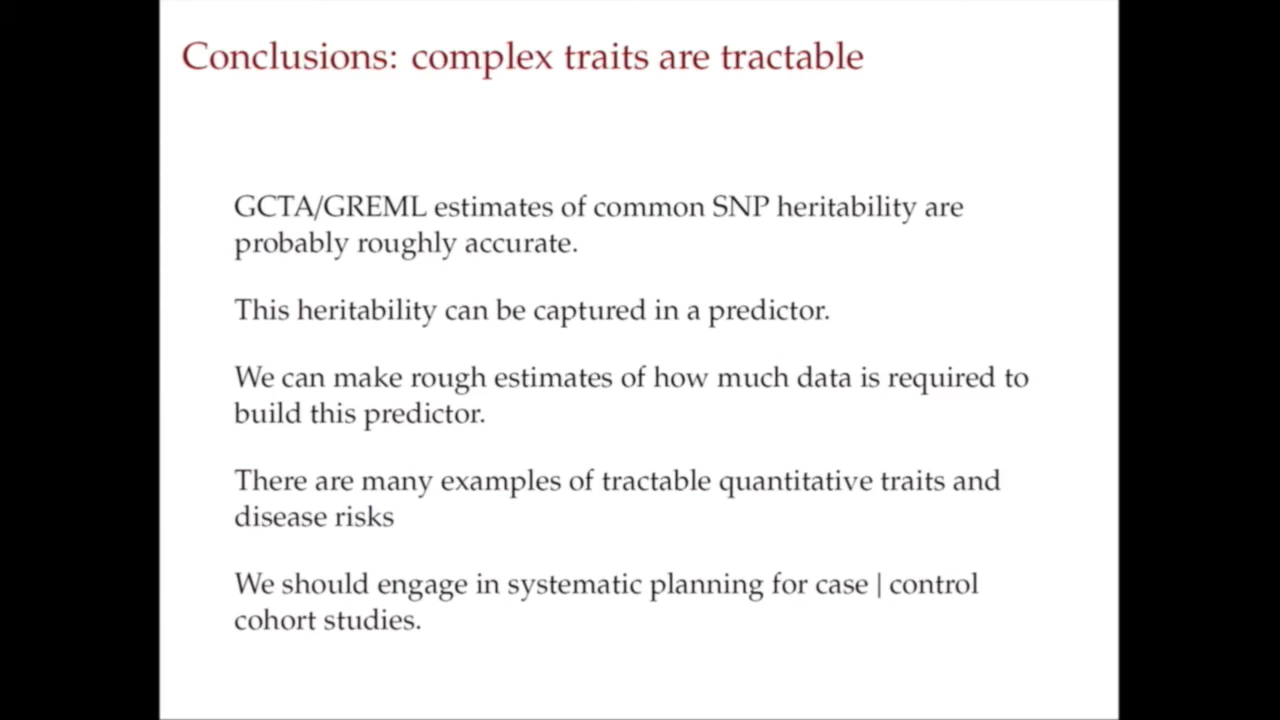 Conclusions: complex traits are tractable
GCTA/GREML estimates of common SNP heritability are
probably roughly accurate.
This heritability can be captured in a predictor.
We can make rough estimates of how much data is required to
build this predictor.
There are many examples of tractable quantitative traits and
disease risks
We should engage in systematic planning for case | control
cohort studies.